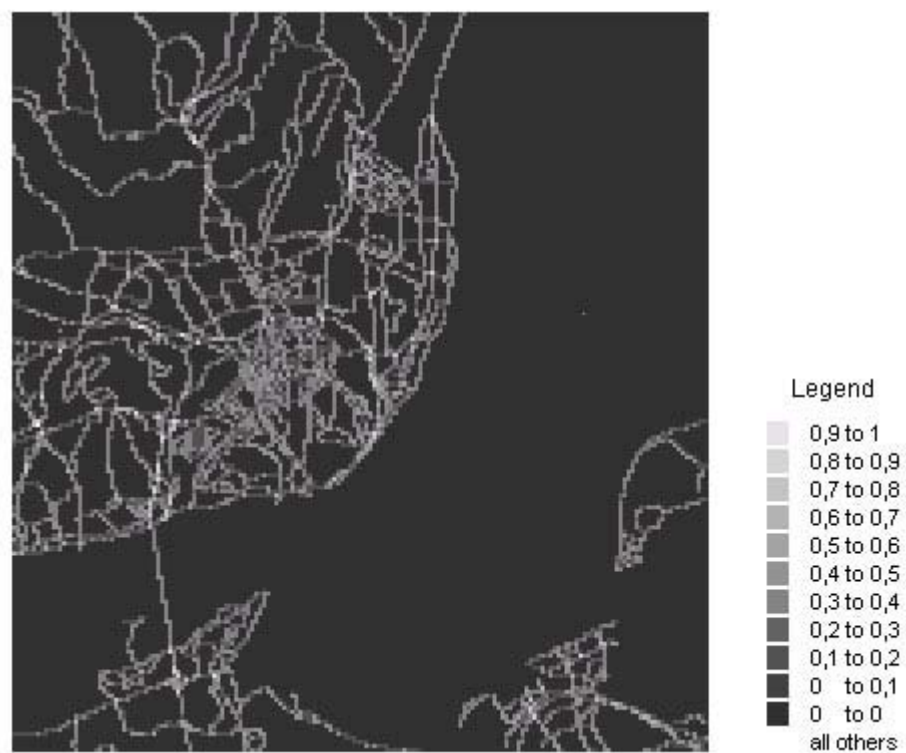 Legend
0,9 to 1
0,8 to 0,9
0,7 to 0,8
0,6 to 0,7
0,5 to 0,6
0,4 to 0,5
0,3 to 0,4
0,2 to 0,3
0,1 to 0,2
0 to 0,1
0 to 0
all others